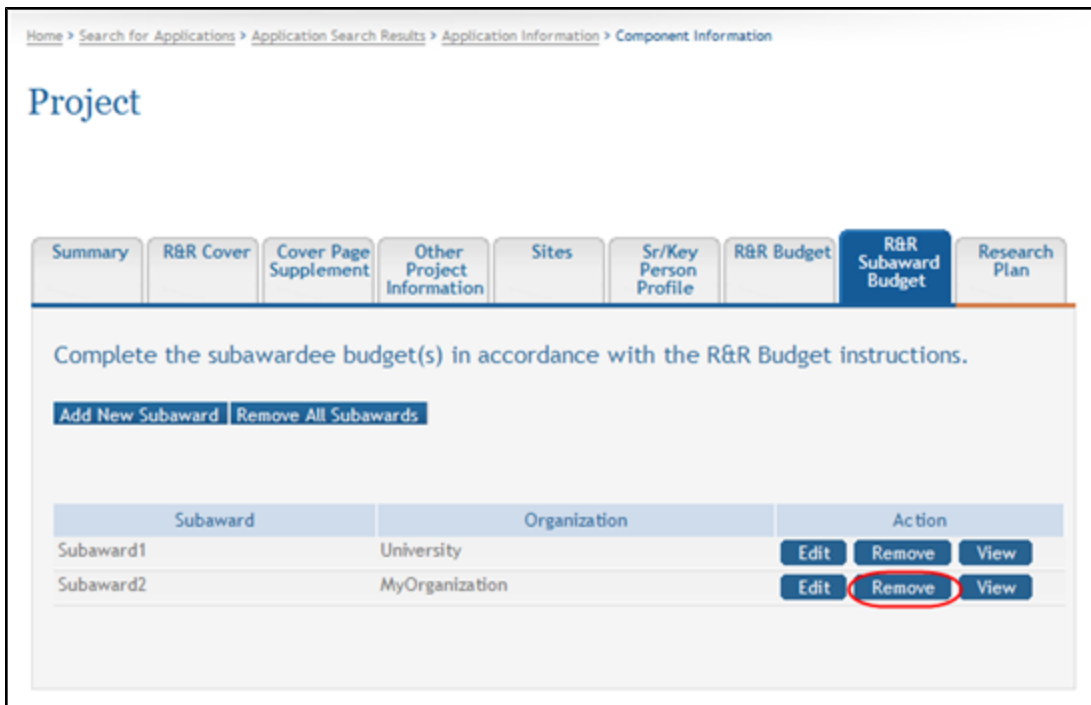 Home > Search for Applications > Application Search Results > Application Information > Component Information
Project
Summary
R&R Cover
Cover Page
Supplement
Other
Project
Information
Sites
Sr/Key
Person
Profile
R&R Budget
R&R
Subaward
Budget
Research
Plan
Complete the subawardee budget(s) in accordance with the R&R Budget instructions.
Add New Subaward Remove All Subawards
Subaward Organization Action
Subaward1 University Edit Remove View
Subaward2 MyOrganization Edit Remove View